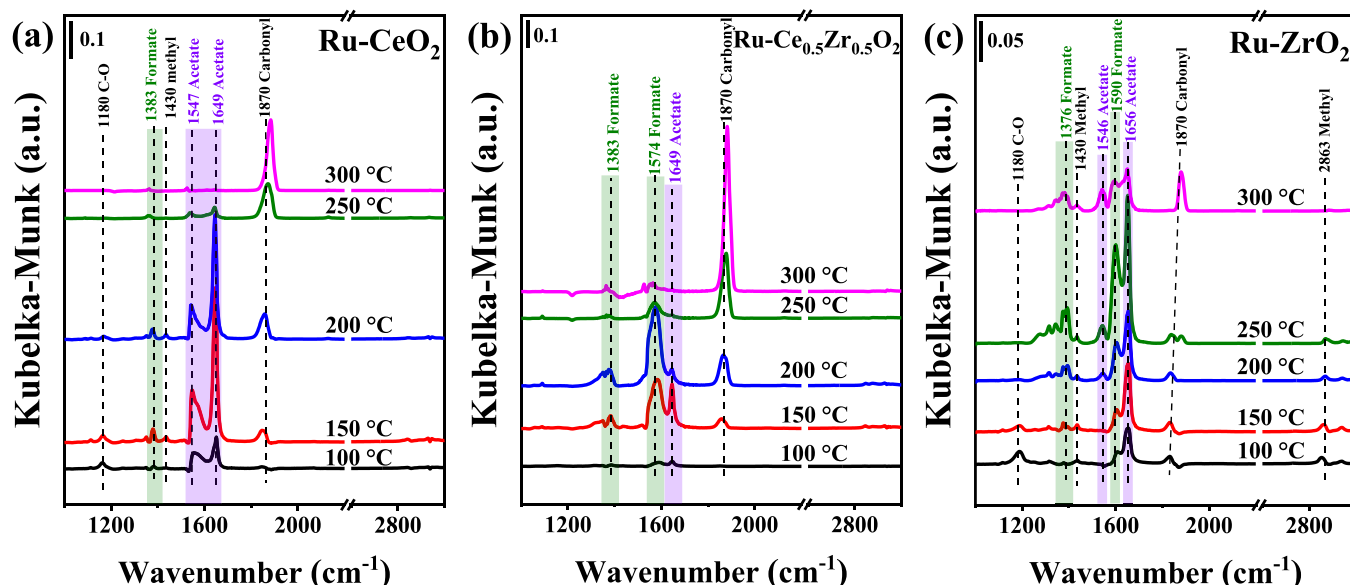 (a)
0.1
Ru-CeO₂
1180 C-O
1383 Formate
1430 methyl
1547 Acetate
1649 Acetate
1870 Carbonyl
300 °C
250 °C
200 °C
150 °C
100 °C
Kubelka-Munk (a.u.)
1200
1600
2000
2800
Wavenumber (cm⁻¹)
(b)
0.1
Ru-Ce₀.₅Zr₀.₅O₂
1383 Formate
1574 Formate
1649 Acetate
1870 Carbonyl
300 °C
250 °C
200 °C
150 °C
100 °C
Kubelka-Munk (a.u.)
1200
1600
2000
2800
Wavenumber (cm⁻¹)
(c)
0.05
Ru-ZrO₂
1180 C-O
1376 Formate
1430 Methyl
1546 Acetate
1590 Formate
1656 Acetate
1870 Carbonyl
2863 Methyl
300 °C
250 °C
200 °C
150 °C
100 °C
Kubelka-Munk (a.u.)
1200
1600
2000
2800
Wavenumber (cm⁻¹)